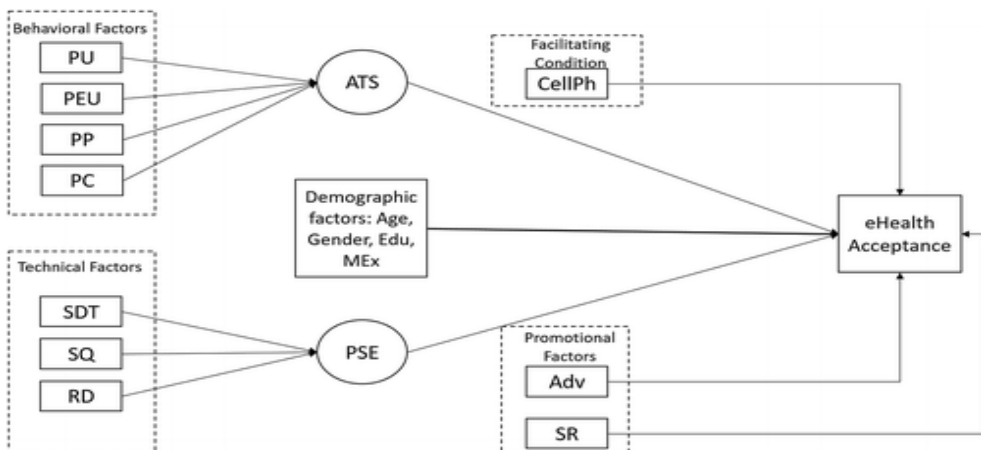 Behavioral Factors
PU
PEU
PP
PC
ATS
Facilitating
Condition
CellPh
Demographic
factors: Age,
Gender, Edu,
MEx
eHealth
Acceptance
Technical Factors
SDT
SQ
RD
PSE
Promotional
Factors
Adv
SR